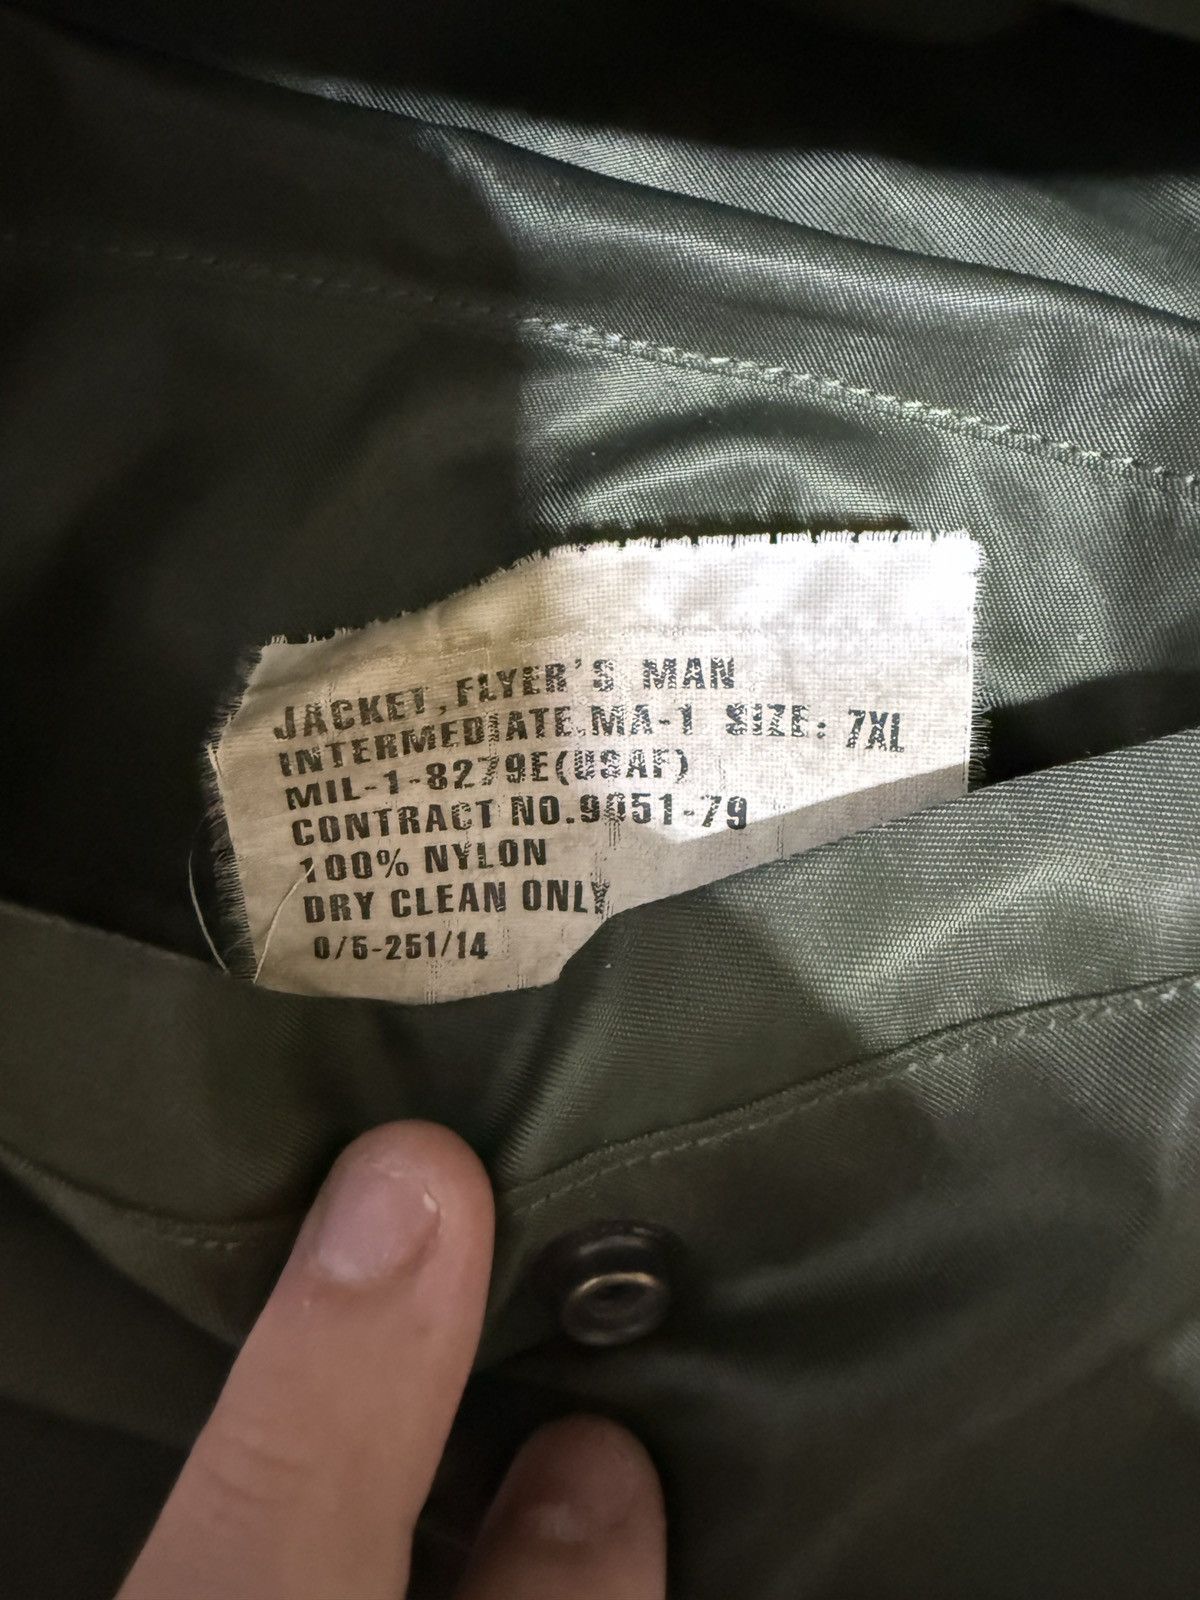 JACKET, FLYER'S MAN
INTERMEDIATE.MA-1 SIZE: 7XL
MIL-1-8279E(USAF)
CONTRACT NO.9051-79
100% NYLON
DRY CLEAN ONLY
0/5-251/14